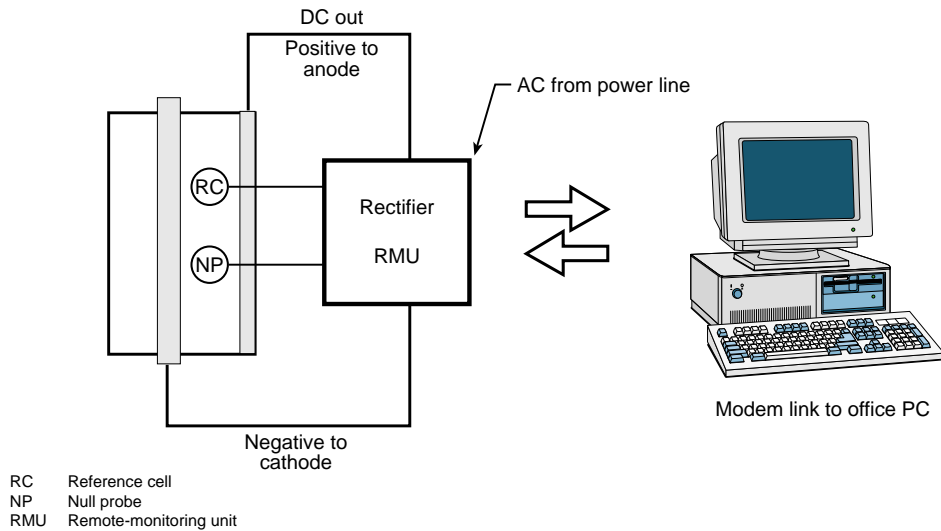 DC out
Positive to
anode
AC from power line
RC
Rectifier
NP
RMU
Modem link to office PC
Negative to
cathode
RC Reference cell
NP Null probe
RMU Remote-monitoring unit